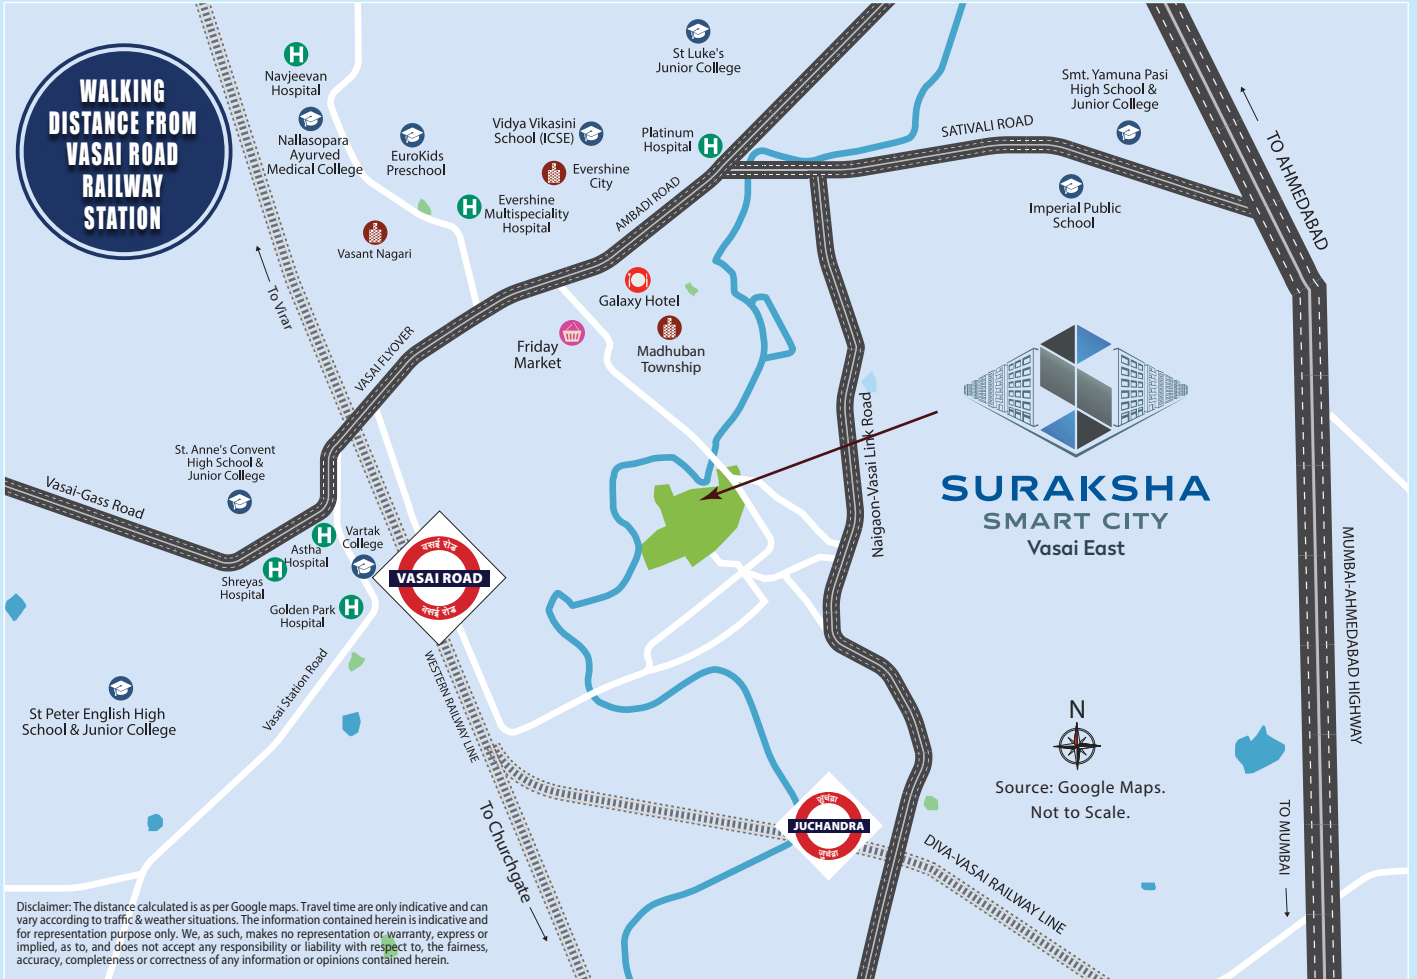 WALKING
DISTANCE FROM
VASAI ROAD
RAILWAY
STATION
Navjeevan
Hospital
Nallasopara
Ayurved
Medical College
EuroKids
Preschool
Vidya Vikasini
School (ICSE)
Evershine
City
Evershine
Multispeciality
Hospital
Vasant Nagari
St Luke's
Junior College
Platinum
Hospital
AMBADI ROAD
SATIVALI ROAD
Smt. Yamuna Pasi
High School &
Junior College
Imperial Public
School
TO AHMEDABAD
To Virar
VASAI FLYOVER
Galaxy Hotel
Friday
Market
Madhuban
Township
Naigaon-Vasai Link Road
SURAKSHA
SMART CITY
Vasai East
St. Anne's Convent
High School &
Junior College
Vasai-Gass Road
Astha
Hospital
Vartak
College
Shreyas
Hospital
Golden Park
Hospital
वसई रोड
VASAI ROAD
वसई रोड
Vasai Station Road
WESTERN RAILWAY LINE
St Peter English High
School & Junior College
To Churchgate
जुचंद्रा
JUCHANDRA
जुचंद्रा
DIVA-VASAI RAILWAY LINE
N
Source: Google Maps.
Not to Scale.
MUMBAI-AHMEDABAD HIGHWAY
TO MUMBAI
Disclaimer: The distance calculated is as per Google maps. Travel time are only indicative and can
vary according to traffic & weather situations. The information contained herein is indicative and
for representation purpose only. We, as such, makes no representation or warranty, express or
implied, as to, and does not accept any responsibility or liability with respect to, the fairness,
accuracy, completeness or correctness of any information or opinions contained herein.